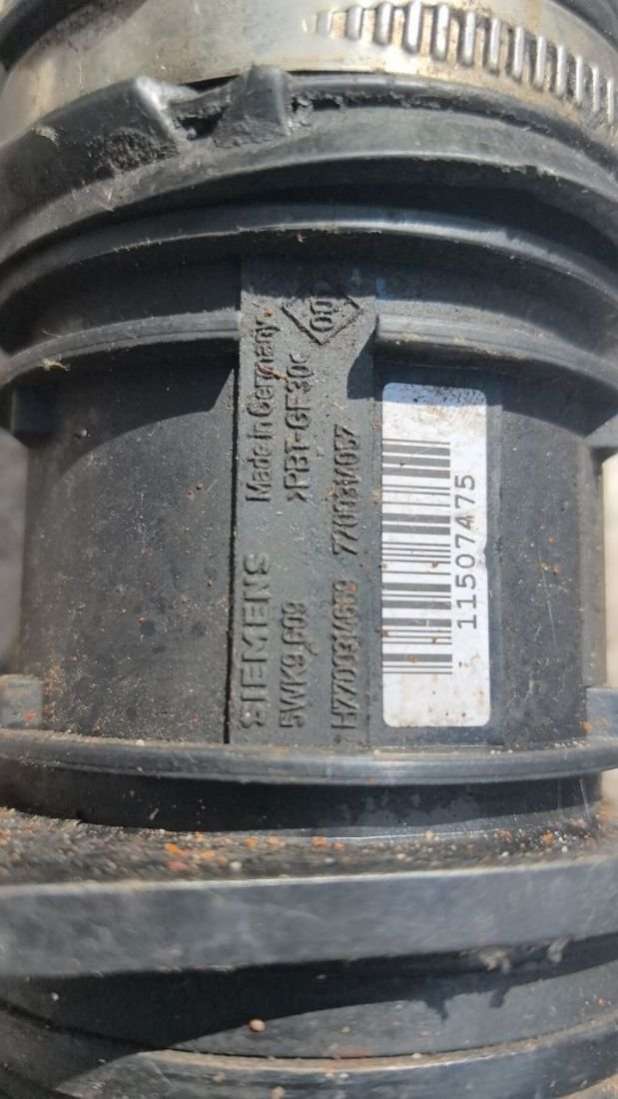 SIEMENS Made in Germany
5WK9 609 >PBT-GF30<
H7700314669 7700314057
11507475